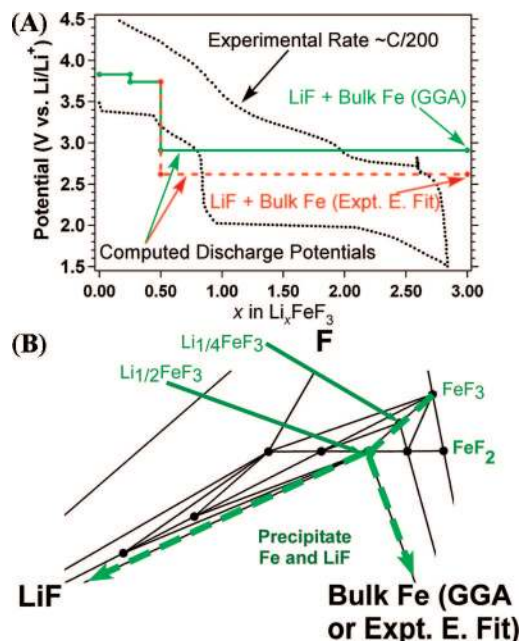 (A)
4.5
4.0
3.5
3.0
2.5
2.0
1.5
Potential (V vs. Li/Li⁺)
Experimental Rate ~C/200
LiF + Bulk Fe (GGA)
LiF + Bulk Fe (Expt. E. Fit)
Computed Discharge Potentials
0.00 0.50 1.00 1.50 2.00 2.50 3.00
x in LiₓFeF₃
(B)
F
Li₁/₄FeF₃
Li₁/₂FeF₃
FeF₃
FeF₂
Precipitate
Fe and LiF
LiF
Bulk Fe (GGA
or Expt. E. Fit)